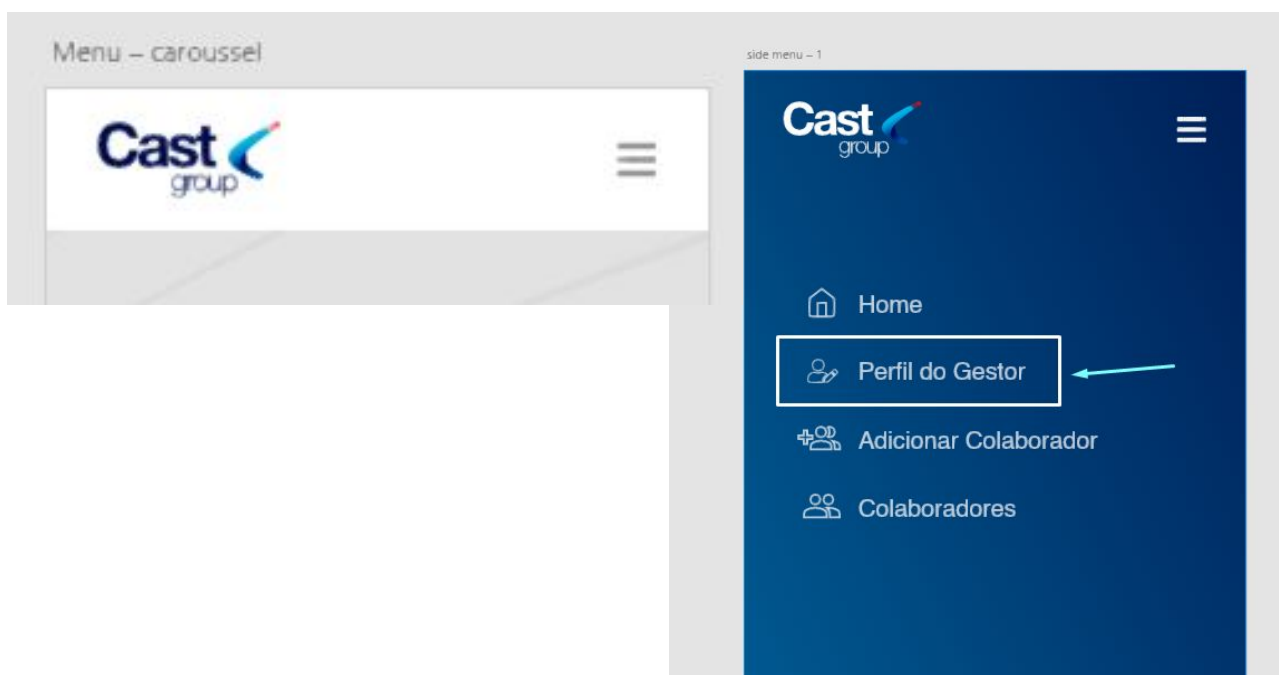 Menu – caroussel
Cast
group
side menu – 1
Cast
group
Home
Perfil do Gestor
Adicionar Colaborador
Colaboradores